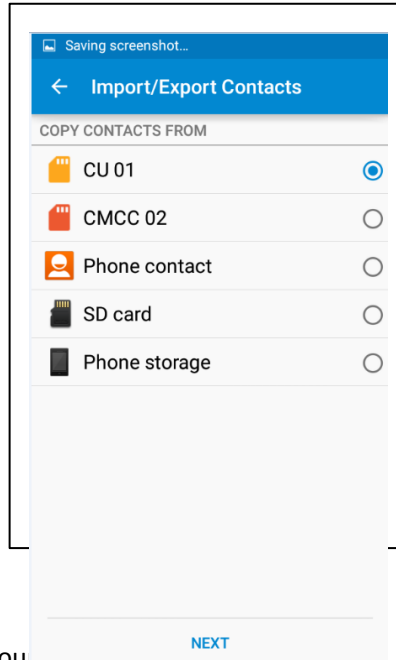 Saving screenshot...
Import/Export Contacts
COPY CONTACTS FROM
CU 01
CMCC 02
Phone contact
SD card
Phone storage
NEXT